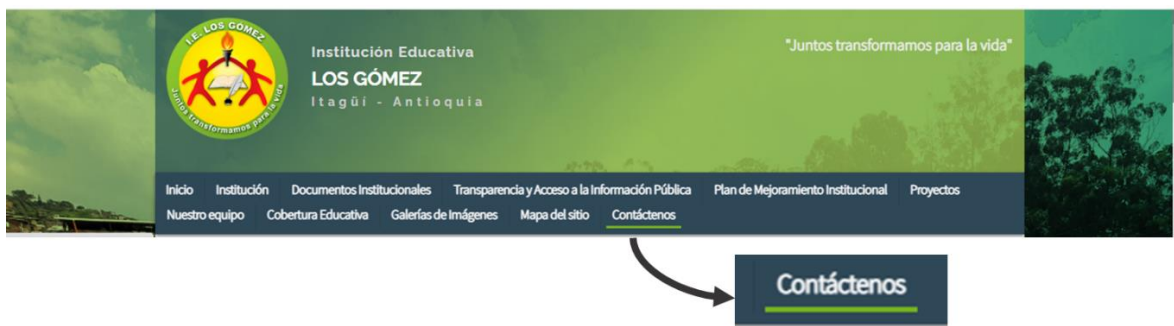 I.E. LOS GÓMEZ
Juntos transformamos para la vida
Institución Educativa
LOS GÓMEZ
Itagüí - Antioquia
"Juntos transformamos para la vida"
Inicio Institución Documentos Institucionales Transparencia y Acceso a la Información Pública Plan de Mejoramiento Institucional Proyectos
Nuestro equipo Cobertura Educativa Galerías de Imágenes Mapa del sitio Contáctenos
Contáctenos